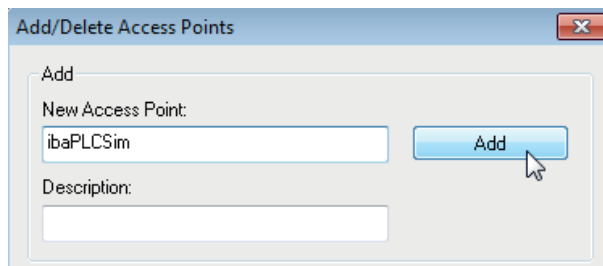 Add/Delete Access Points
Add
New Access Point:
ibaPLCSim
Add
Description: